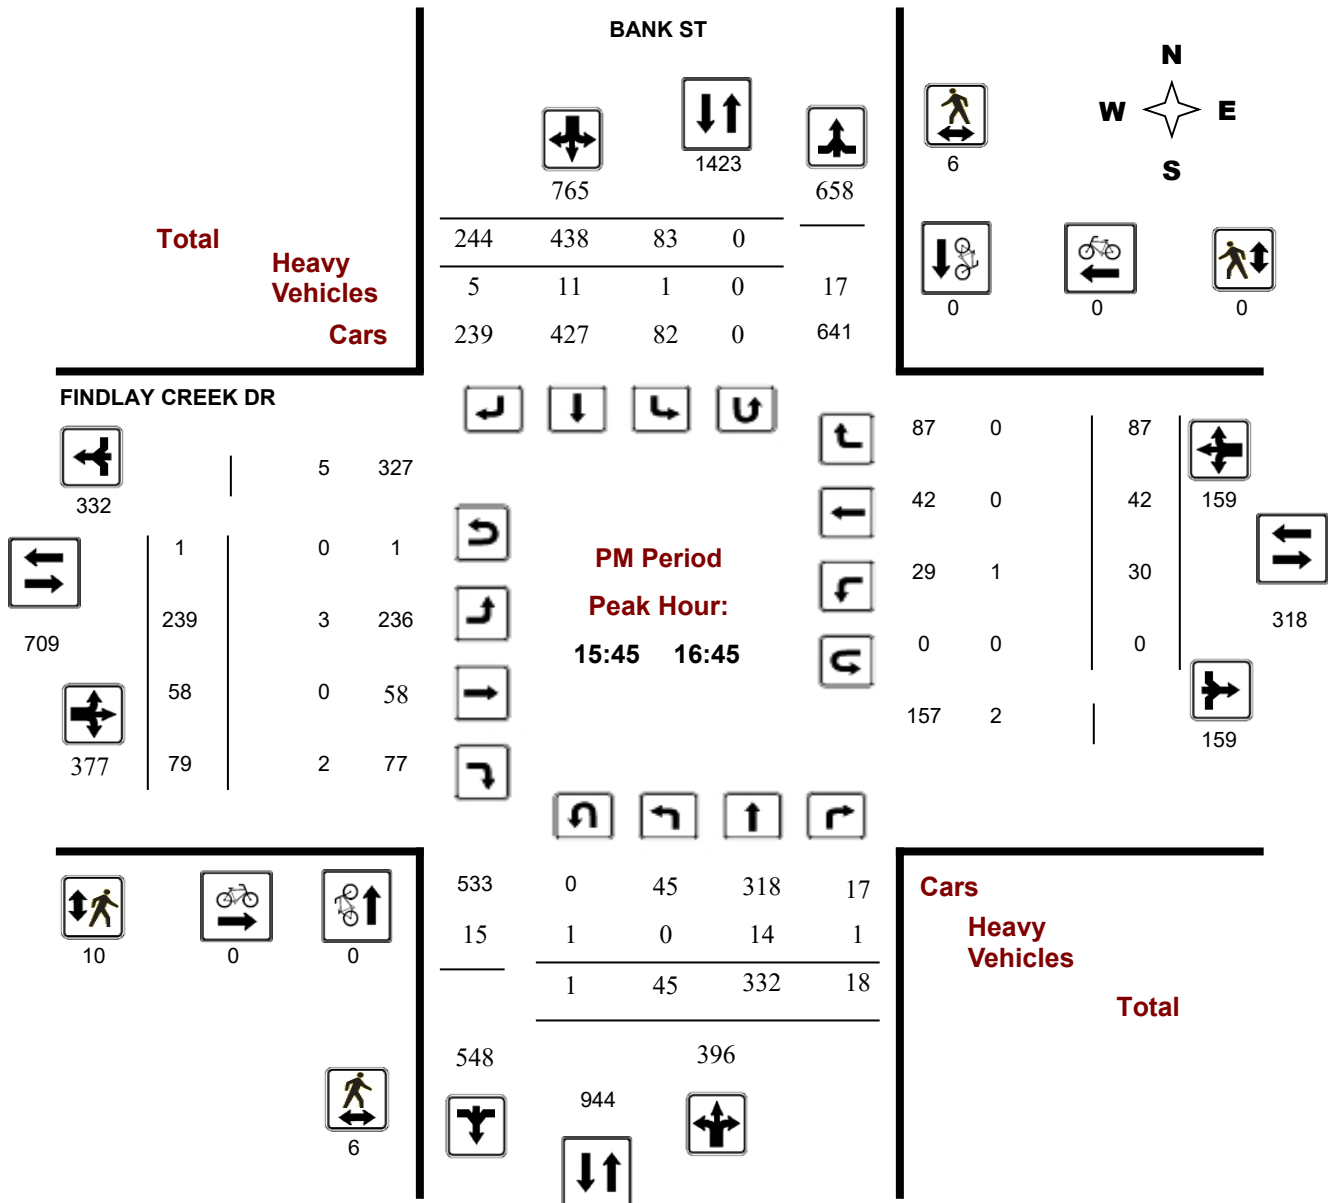 BANK ST
N
W E
S
1423
6
765
658
Total
244 438 83 0
Heavy
Vehicles
5 11 1 0 17
Cars
239 427 82 0 641
0 0 0
FINDLAY CREEK DR
87 0 87
5 327
332
42 0 42
159
1 0 1
PM Period
29 1 30
Peak Hour:
239 3 236
318
709
15:45 16:45
0 0 0
58 0 58
157 2
159
377
79 2 77
533 0 45 318 17
Cars
15 1 0 14 1
Heavy
Vehicles
10 0 0
1 45 332 18
Total
548
396
944
6